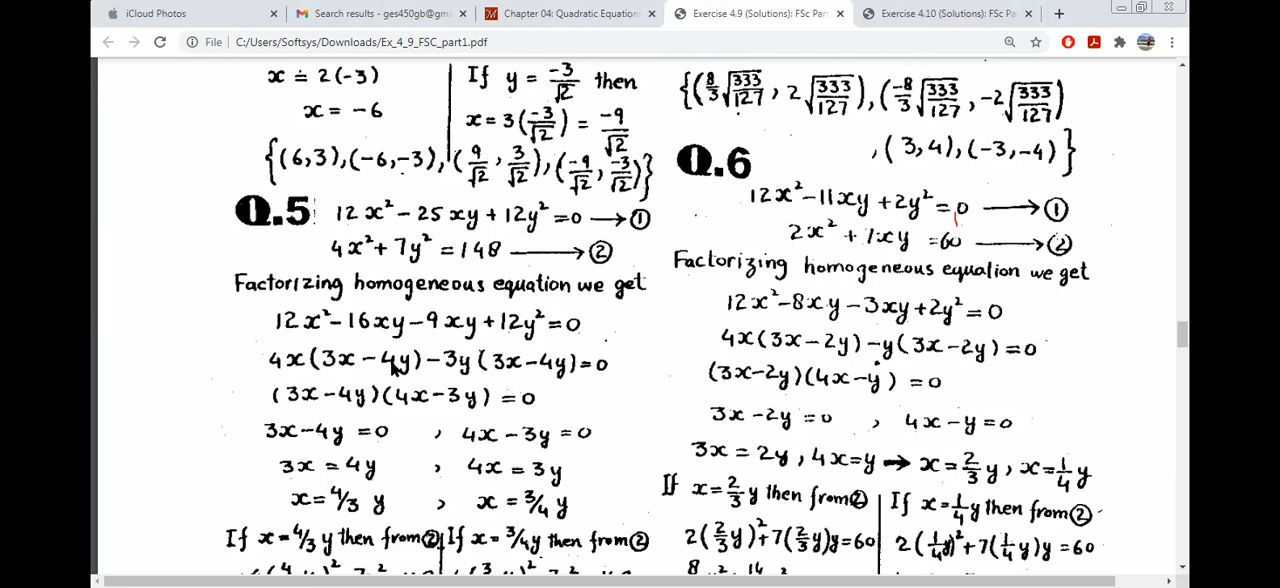 iCloud Photos
Search results - ges450gb@gm
Chapter 04: Quadratic Equation
Exercise 4.9 (Solutions): FSc Par
Exercise 4.10 (Solutions): FSc Pa
File C:/Users/Softsys/Downloads/Ex_4_9_FSC_part1.pdf
x = 2(-3)
x = -6
If y = -3/√2 then
x = 3(-3/√2) = -9/√2
{(6,3),(-6,-3),(9/√2, 3/√2),(-9/√2, -3/√2)}
Q.5 12x² - 25xy + 12y² = 0 → ①
4x² + 7y² = 148 → ②
Factorizing homogeneous equation we get
12x² - 16xy - 9xy + 12y² = 0
4x(3x - 4y) - 3y(3x - 4y) = 0
(3x - 4y)(4x - 3y) = 0
3x - 4y = 0 , 4x - 3y = 0
3x = 4y , 4x = 3y
x = 4/3 y , x = 3/4 y
If x = 4/3 y then from ②
If x = 3/4 y then from ②
{(8/3 √333/127, 2√333/127),(-8/3 √333/127, -2√333/127)
,(3,4),(-3,-4)}
Q.6
12x² - 11xy + 2y² = 0 → ①
2x² + 7xy = 60 → ②
Factorizing homogeneous equation we get
12x² - 8xy - 3xy + 2y² = 0
4x(3x - 2y) - y(3x - 2y) = 0
(3x - 2y)(4x - y) = 0
3x - 2y = 0 , 4x - y = 0
3x = 2y , 4x = y → x = 2/3 y , x = 1/4 y
If x = 2/3 y then from ②
2(2/3 y)² + 7(2/3 y)y = 60
If x = 1/4 y then from ②
2(1/4 y)² + 7(1/4 y)y = 60